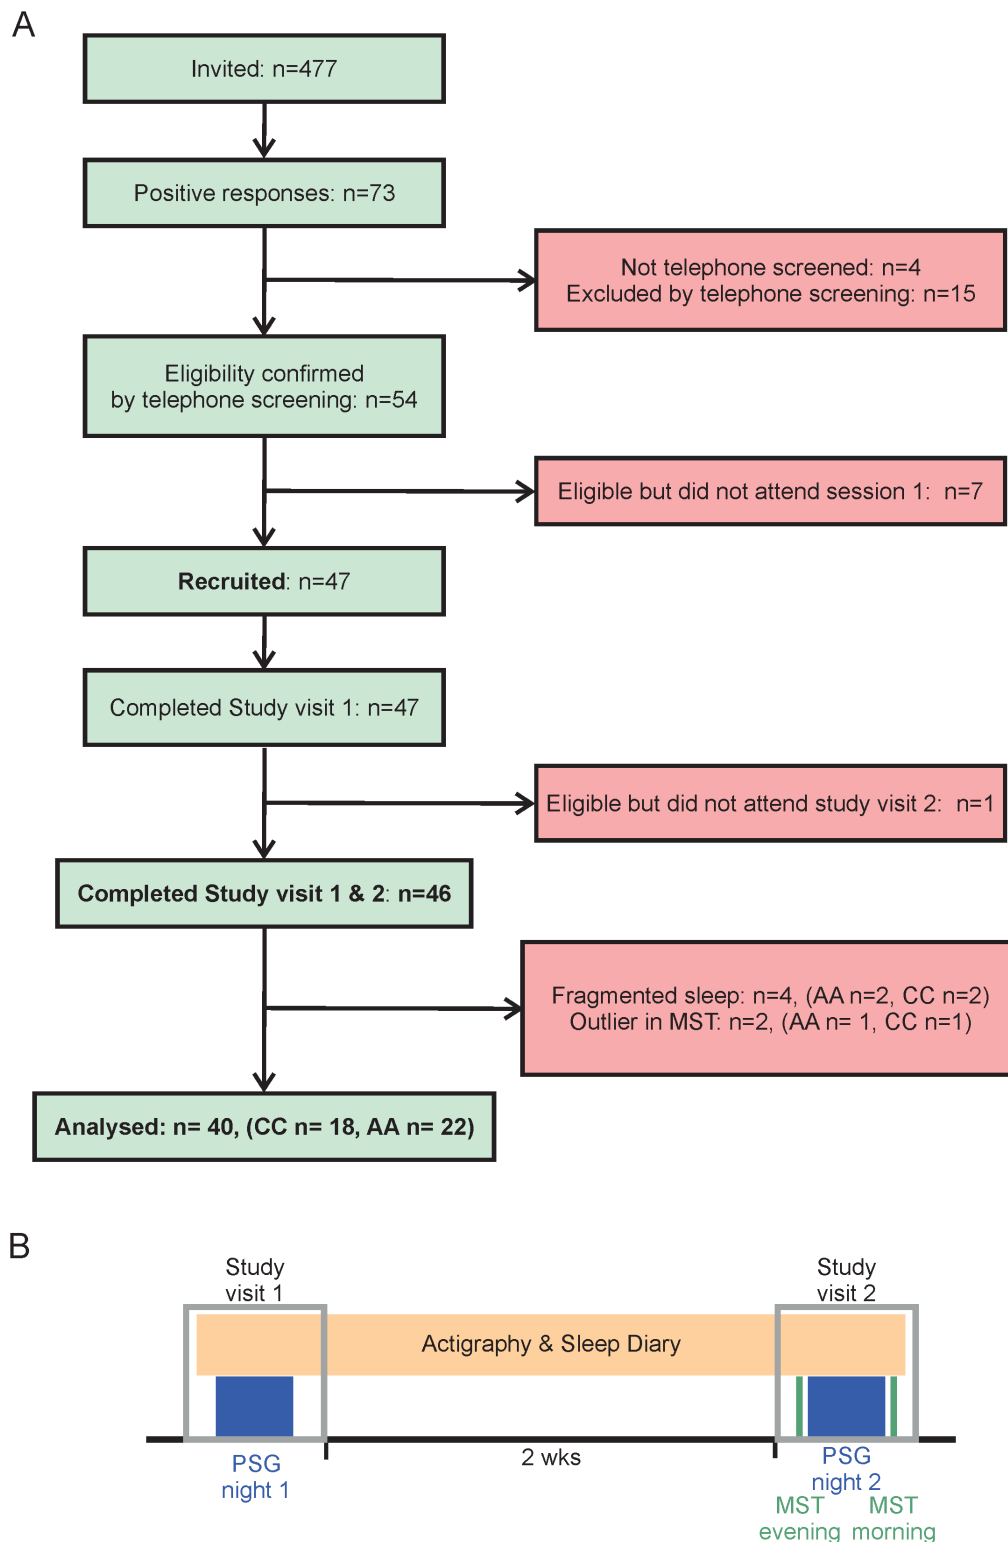 A
Invited: n=477
Positive responses: n=73
Not telephone screened: n=4
Excluded by telephone screening: n=15
Eligibility confirmed
by telephone screening: n=54
Eligible but did not attend session 1:  n=7
Recruited: n=47
Completed Study visit 1: n=47
Eligible but did not attend study visit 2:  n=1
Completed Study visit 1 & 2: n=46
Fragmented sleep: n=4, (AA n=2, CC n=2)
Outlier in MST: n=2, (AA n= 1, CC n=1)
Analysed: n= 40, (CC n= 18, AA n= 22)
B
Study
visit 1
Study
visit 2
Actigraphy & Sleep Diary
PSG
night 1
2 wks
PSG
night 2
MST
evening
MST
morning